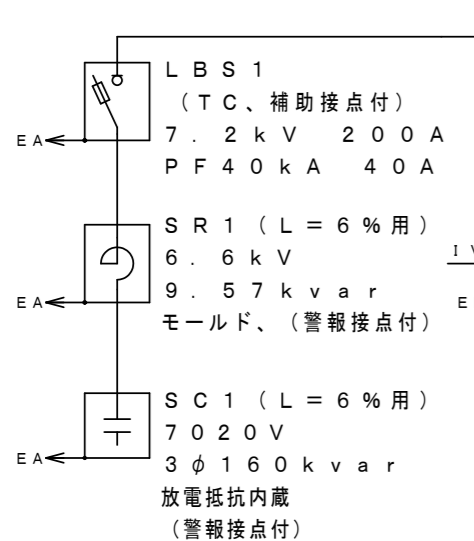 LBS1
(TC、補助接点付)
EA
7.2kV 200A
PF40kA 40A
SR1(L=6%用)
6.6kV
IV
EA
9.57kvar
E
モールド、(警報接点付)
SC1(L=6%用)
7020V
EA
3φ160kvar
放電抵抗内蔵
(警報接点付)